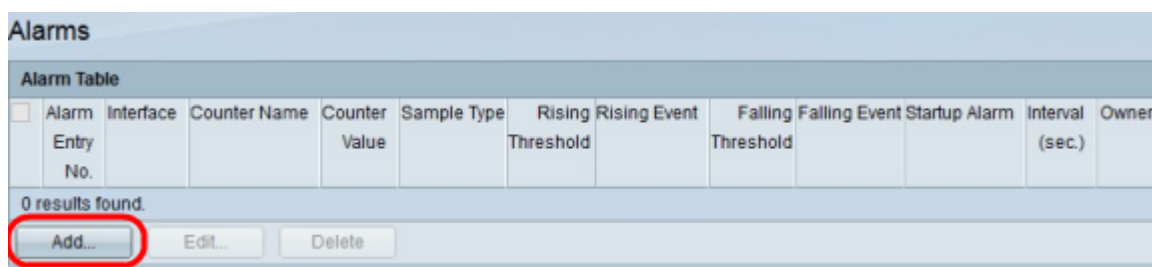 Alarms
Alarm Table
Alarm Entry No. Interface Counter Name Counter Value Sample Type Rising Threshold Rising Event Falling Threshold Falling Event Startup Alarm Interval (sec.) Owner
0 results found.
Add... Edit... Delete